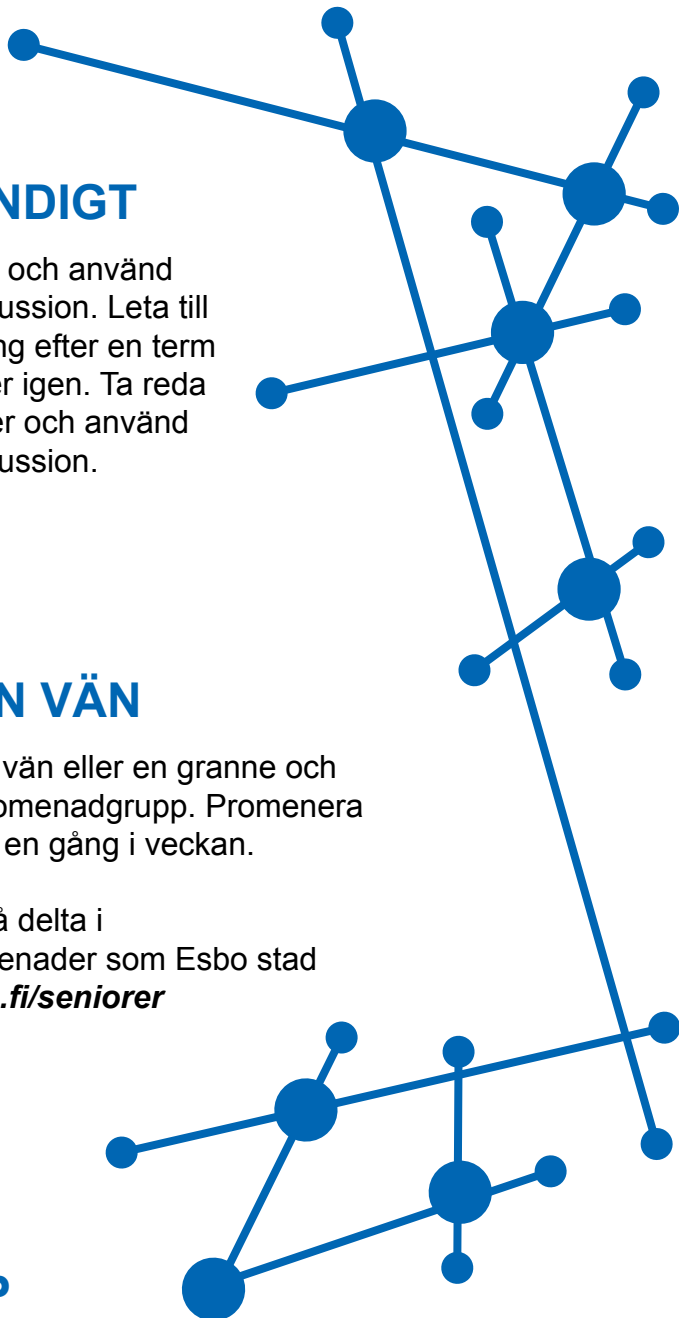 NDIGT
och använd
ussion. Leta till
ng efter en term
er igen. Ta reda
er och använd
ussion.
N VÄN
vän eller en granne och
omenadgrupp. Promenera
en gång i veckan.
å delta i
enader som Esbo stad
.fi/seniorer